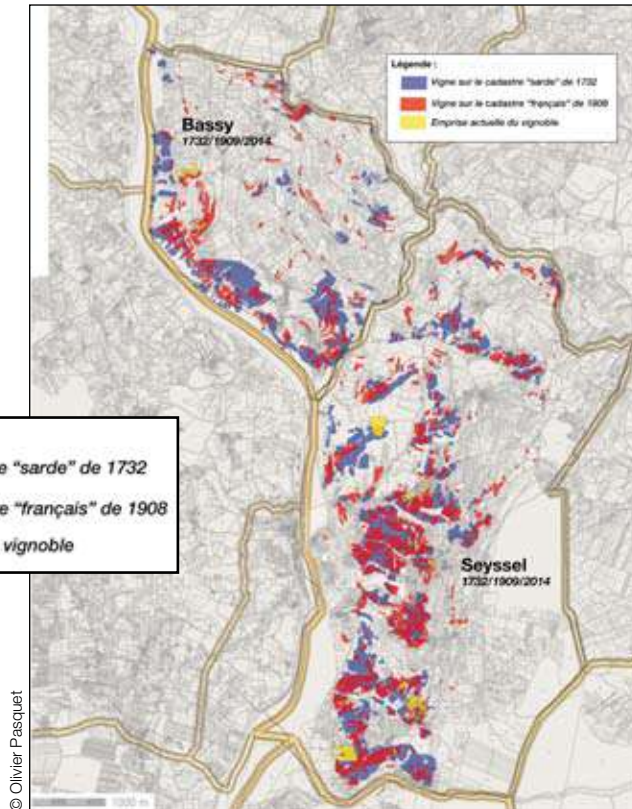 Légende :
Vigne sur le cadastre "sarde" de 1732
Vigne sur le cadastre "français" de 1908
Emprise actuelle du vignoble
Bassy
1732/1909/2014
e "sarde" de 1732
e "français" de 1908
vignoble
Seyssel
1732/1909/2014
1000 m
© Olivier Pasquet